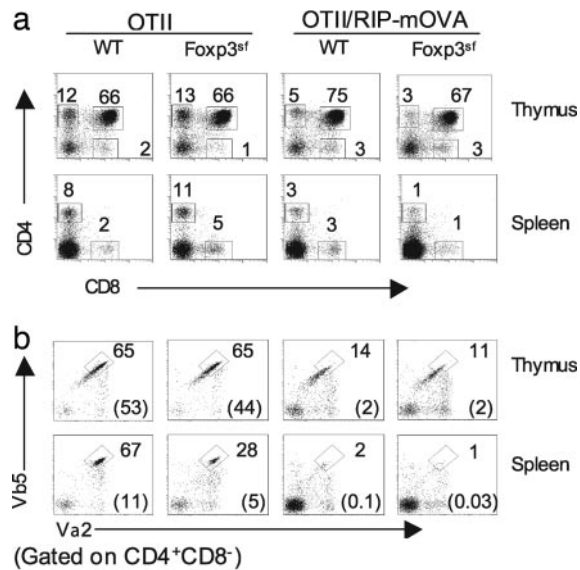 a
OTII OTII/RIP-mOVA
WT Foxp3sf WT Foxp3sf
12 66 13 66 5 75 3 67 Thymus
2 1 3 3
8 11 3 1 Spleen
2 5 3 1
CD4
CD8
b
65 65 14 11 Thymus
(53) (44) (2) (2)
67 28 2 1 Spleen
(11) (5) (0.1) (0.03)
Vb5
Va2
(Gated on CD4+CD8-)